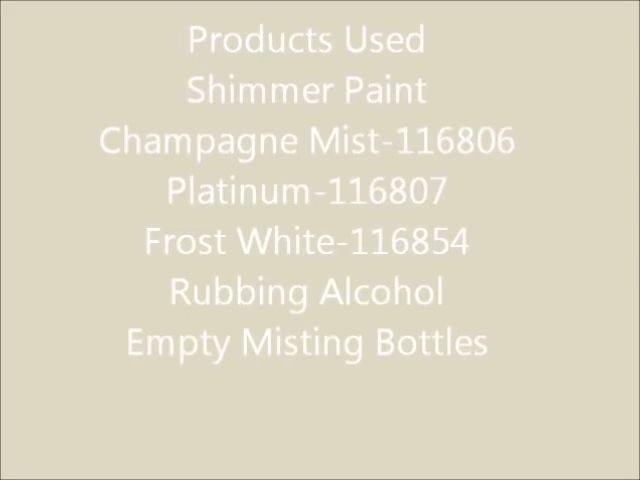 Products Used
Shimmer Paint
Champagne Mist-116806
Platinum-116807
Frost White-116854
Rubbing Alcohol
Empty Misting Bottles